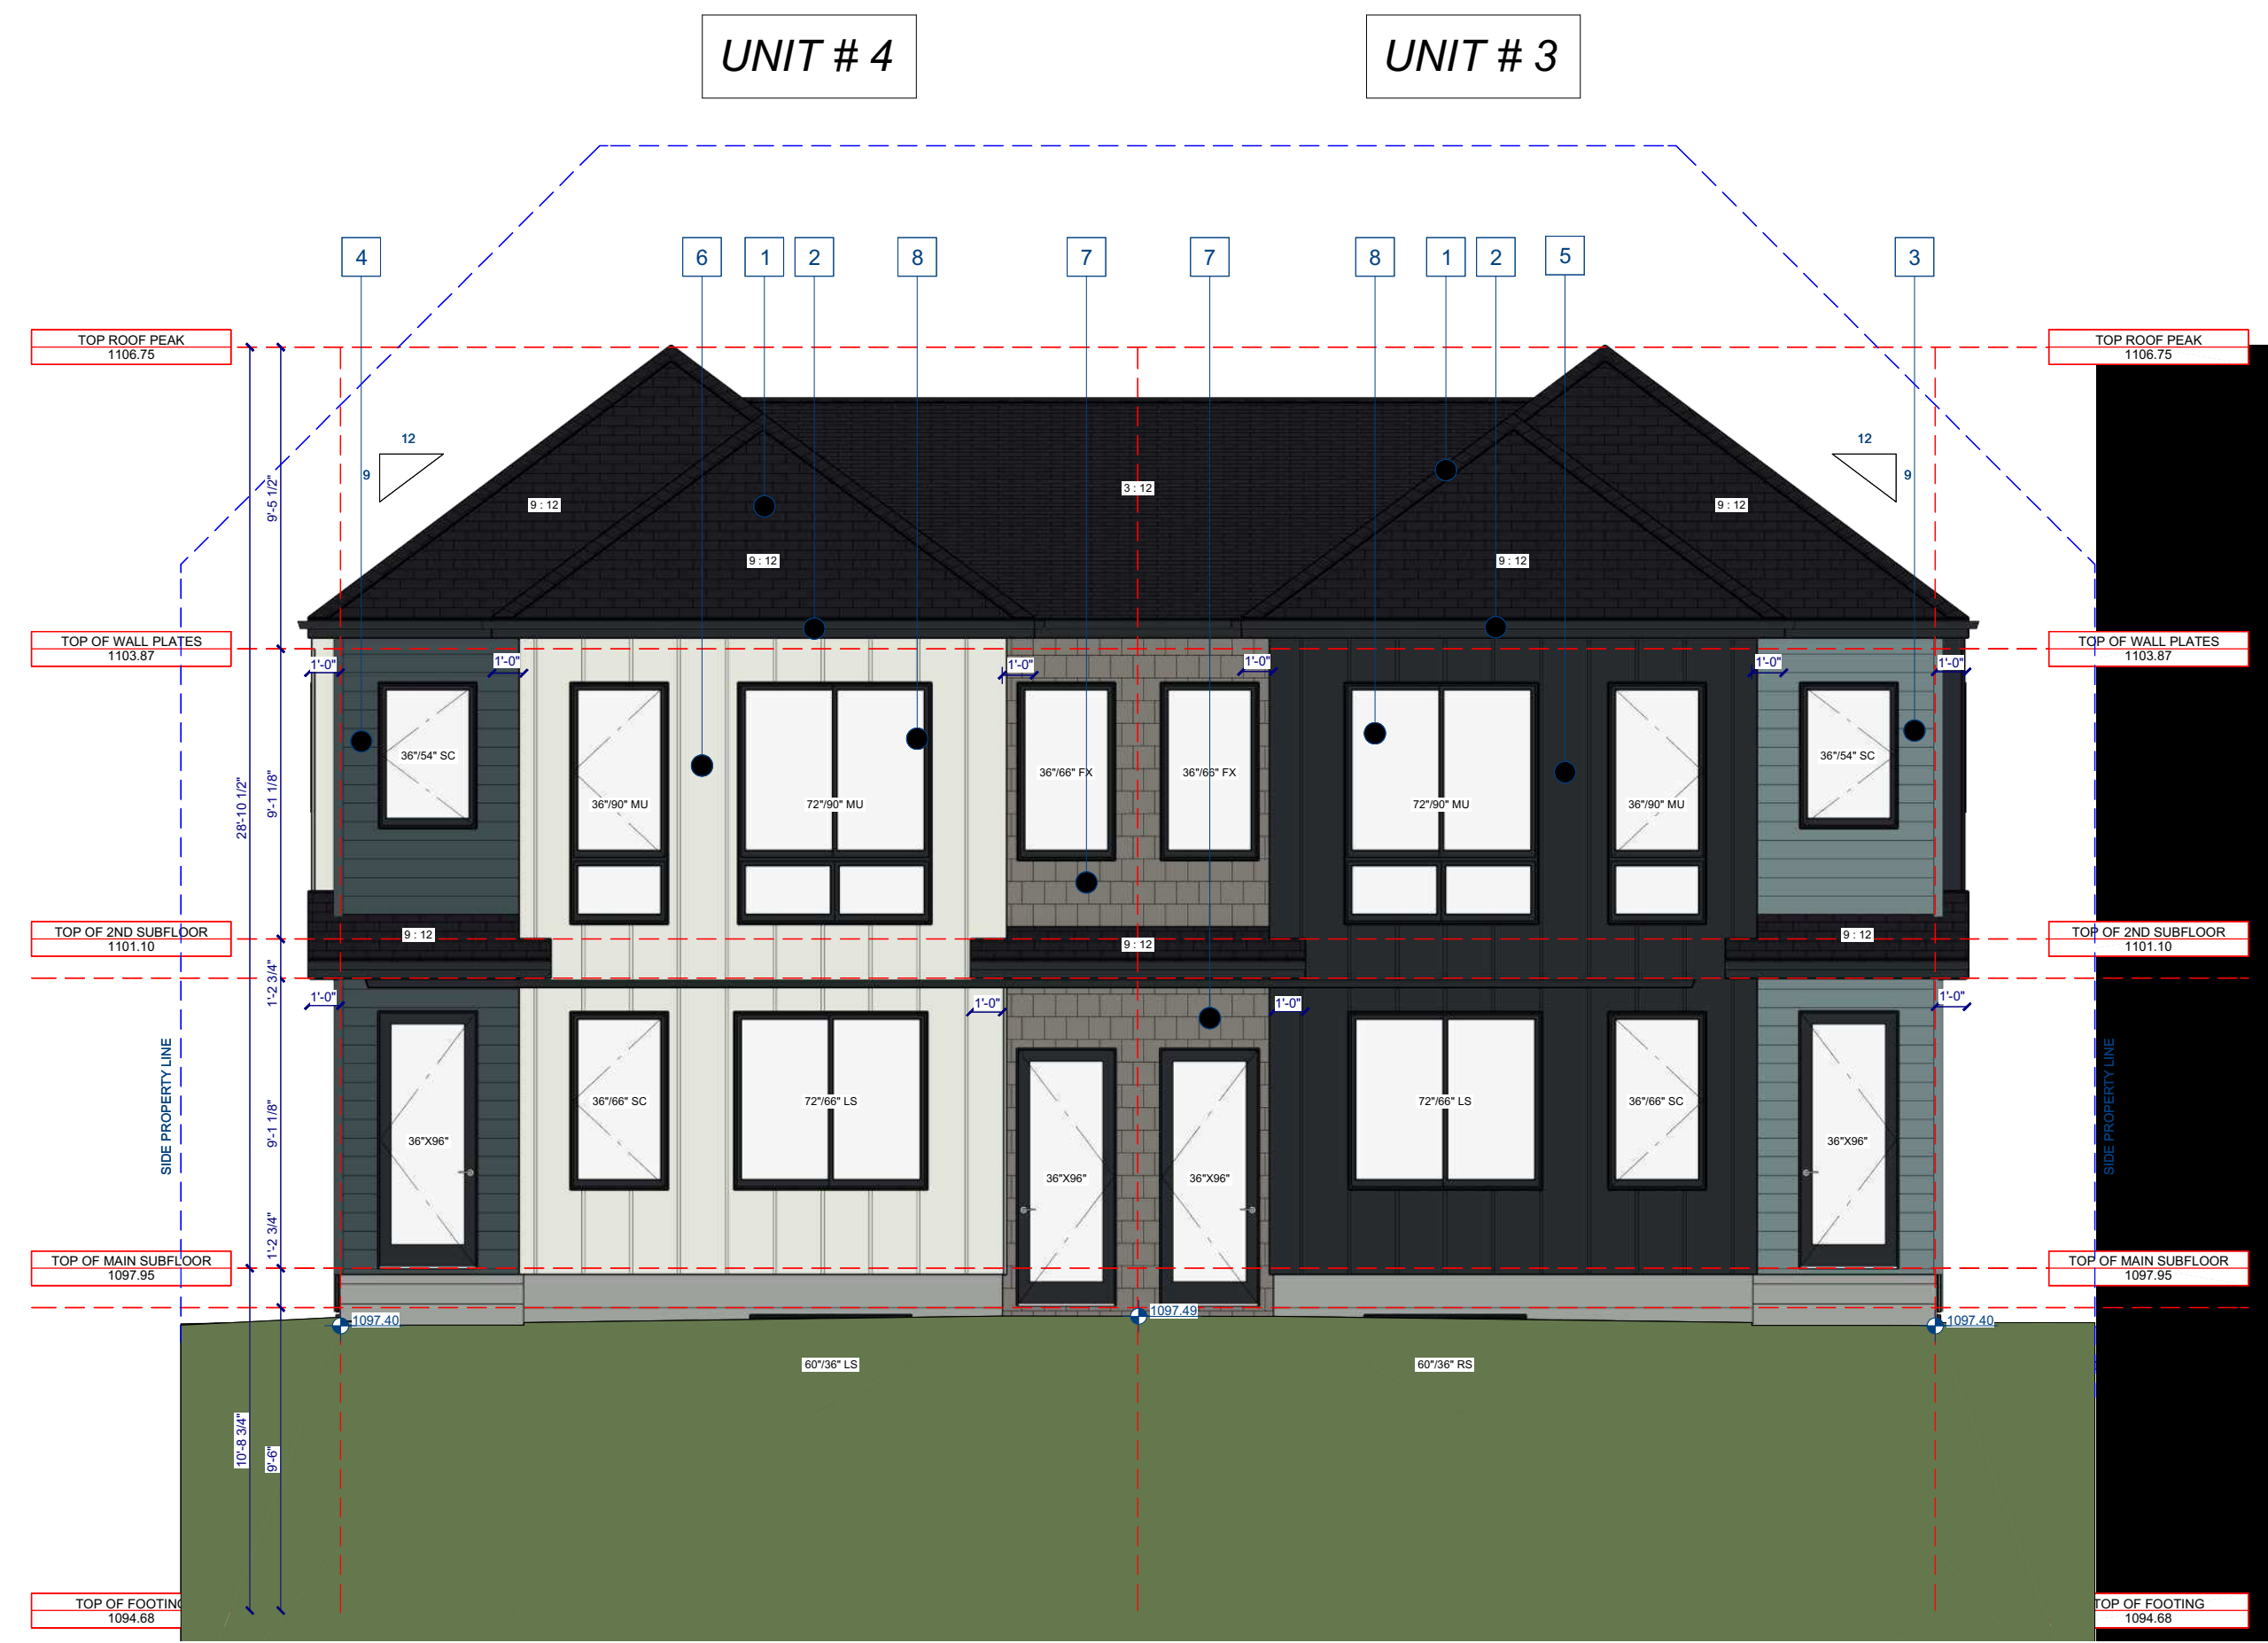 UNIT # 4
UNIT # 3
4
6
1
2
8
7
7
8
1
2
5
3
TOP ROOF PEAK
1106.75
TOP ROOF PEAK
1106.75
12
9
12
9
9'-5 1/2"
9 : 12
3 : 12
9 : 12
9 : 12
9 : 12
TOP OF WALL PLATES
1103.87
TOP OF WALL PLATES
1103.87
1'-0"
1'-0"
1'-0"
1'-0"
1'-0"
1'-0"
28'-10 1/2"
9'-1 1/8"
36"/54" SC
36"/90" MU
72"/90" MU
36"/66" FX
36"/66" FX
72"/90" MU
36"/90" MU
36"/54" SC
TOP OF 2ND SUBFLOOR
1101.10
9 : 12
9 : 12
9 : 12
TOP OF 2ND SUBFLOOR
1101.10
1'-2 3/4"
1'-0"
1'-0"
1'-0"
1'-0"
SIDE PROPERTY LINE
9'-1 1/8"
36"X96"
36"/66" SC
72"/66" LS
36"X96"
36"X96"
72"/66" LS
36"/66" SC
36"X96"
SIDE PROPERTY LINE
1'-2 3/4"
TOP OF MAIN SUBFLOOR
1097.95
TOP OF MAIN SUBFLOOR
1097.95
1097.40
1097.49
1097.40
60"/36" LS
60"/36" RS
10'-8 3/4"
9'-6"
TOP OF FOOTING
1094.68
TOP OF FOOTING
1094.68